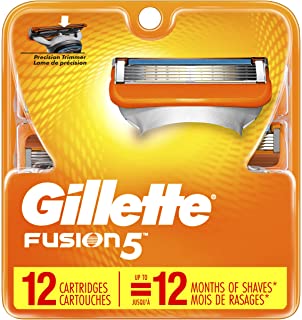 Precision Trimmer
Lame de précision
Gillette
FUSION5™
12 CARTRIDGES
CARTOUCHES
UP TO
JUSQU'À
=12 MONTHS OF SHAVES*
MOIS DE RASAGES*